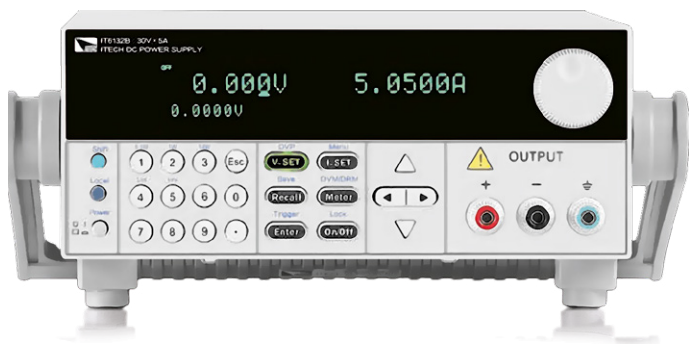 IT6132B 30V • 5A
ITECH DC POWER SUPPLY
OFF
0.000V 5.0500A
0.0000V
Shift
1 2 3 Esc
OVP Menu
V.SET I.SET
OUTPUT
Local
4 5 6 0
Save DVM/DRM
Recall Meter
+ −
Power
7 8 9 .
Trigger Lock
Enter On/Off